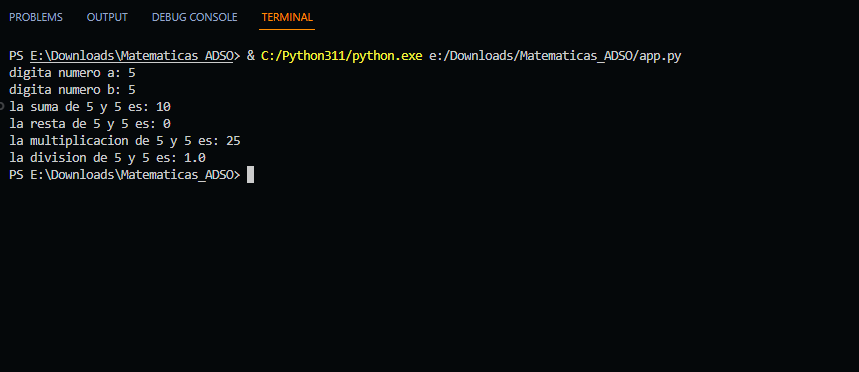 PROBLEMS OUTPUT DEBUG CONSOLE TERMINAL
PS E:\Downloads\Matematicas_ADSO> & C:/Python311/python.exe e:/Downloads/Matematicas_ADSO/app.py
digita numero a: 5
digita numero b: 5
la suma de 5 y 5 es: 10
la resta de 5 y 5 es: 0
la multiplicacion de 5 y 5 es: 25
la division de 5 y 5 es: 1.0
PS E:\Downloads\Matematicas_ADSO>